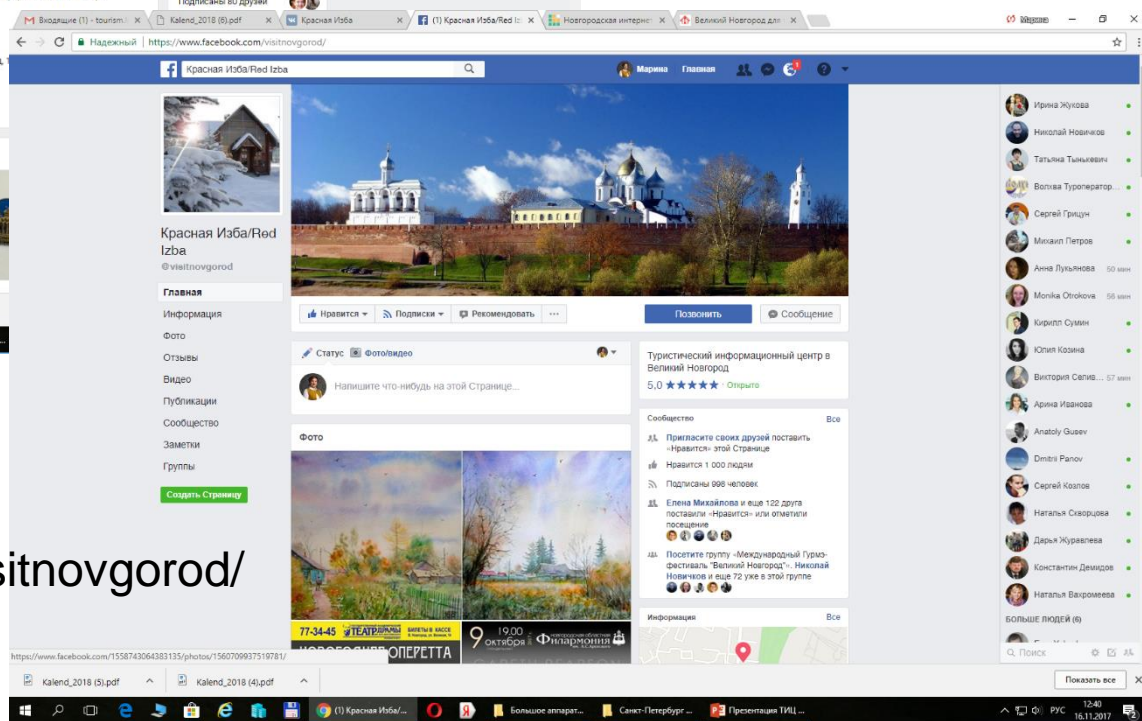 Подписаны 80 друзей
Входящие (1) - tourism.
Kalend_2018 (6).pdf
Красная Изба
(1) Красная Изба/Red Iz
Новгородская интернет
Великий Новгород для
Марина
Надежный https://www.facebook.com/visitnovgorod/
Красная Изба/Red Izba
Марина Главная
Красная Изба/Red
Izba
@visitnovgorod
Главная
Информация
Фото
Отзывы
Видео
Публикации
Сообщество
Заметки
Группы
Создать Страницу
Нравится Подписки Рекомендовать ...
Позвонить Сообщение
Статус Фото/видео
Напишите что-нибудь на этой Странице...
Фото
77-34-45 ТЕАТР ДРАМЫ БИЛЕТЫ В КАССЕ
НОВОГОДНЯЯ ОПЕРЕТТА
9 октября 19.00 Филармония
Туристический информационный центр в
Великий Новгород
5,0 ★★★★★ · Открыто
Сообщество Все
Пригласите своих друзей поставить
«Нравится» этой Странице
Нравится 1 000 людям
Подписаны 998 человек
Елена Михайлова и еще 122 друга
поставили «Нравится» или отметили
посещение
Посетите группу «Международный Гурмэ-
фестиваль "Великий Новгород"». Николай
Новичков и еще 72 уже в этой группе
Информация Все
Ирина Жукова
Николай Новичков
Татьяна Тынькевич
Волхва Туроператор...
Сергей Грицун
Михаил Петров
Анна Лукьянова 50 мин
Monika Otrokova 56 мин
Кирилл Сумин
Юлия Козина
Виктория Селив... 57 мин
Арина Иванова
Anatoly Gusev
Dmitrii Panov
Сергей Козлов
Наталья Скворцова
Дарья Журавлева
Константин Демидов
Наталья Вахромеева
БОЛЬШЕ ЛЮДЕЙ (6)
Поиск
sitnovgorod/
https://www.facebook.com/1558743064383135/photos/1560709937519781/
Kalend_2018 (5).pdf
Kalend_2018 (4).pdf
Показать все
(1) Красная Изба/...
Большое аппарат...
Санкт-Петербург ...
Презентация ТИЦ ...
РУС
12:40
16.11.2017